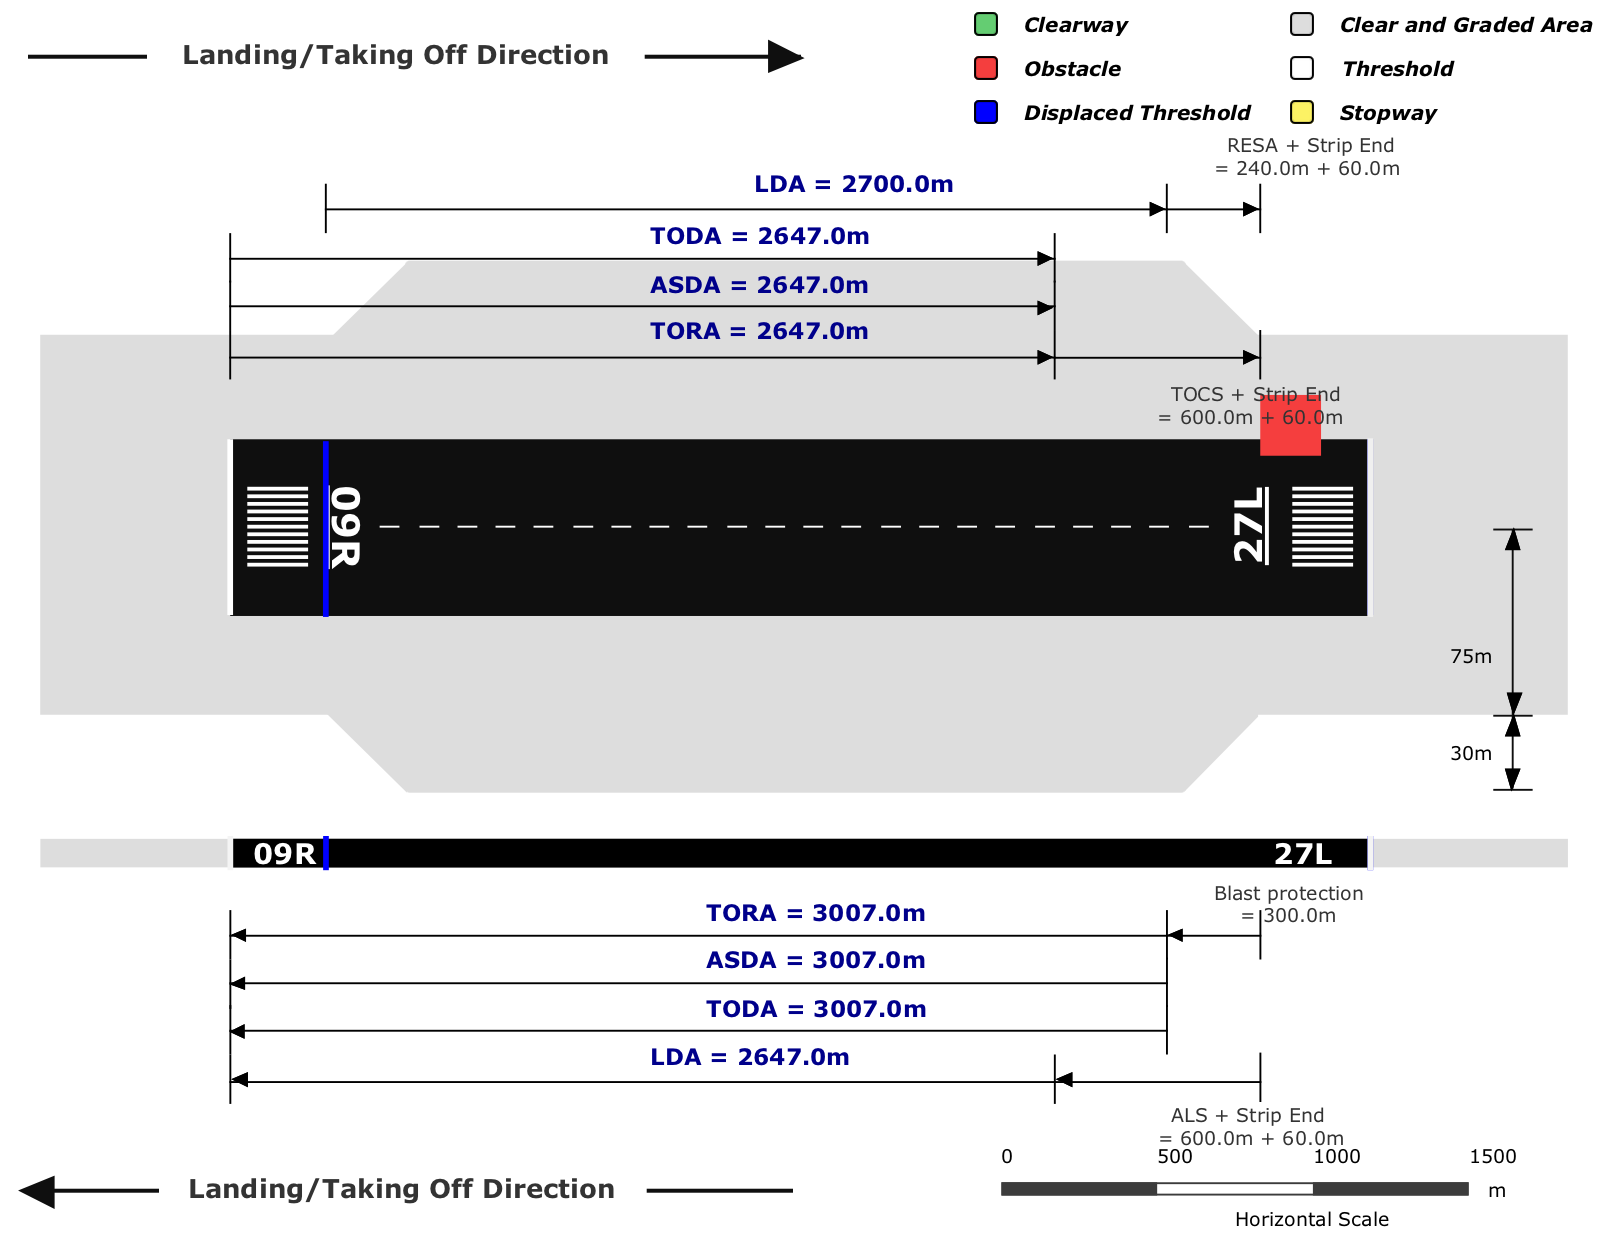 Landing/Taking Off Direction
Clearway
Clear and Graded Area
Obstacle
Threshold
Displaced Threshold
Stopway
RESA + Strip End
= 240.0m + 60.0m
LDA = 2700.0m
TODA = 2647.0m
ASDA = 2647.0m
TORA = 2647.0m
TOCS + Strip End
= 600.0m + 60.0m
09R
27L
75m
30m
09R
27L
Blast protection
= 300.0m
TORA = 3007.0m
ASDA = 3007.0m
TODA = 3007.0m
LDA = 2647.0m
ALS + Strip End
= 600.0m + 60.0m
0 500 1000 1500
m
Horizontal Scale
Landing/Taking Off Direction